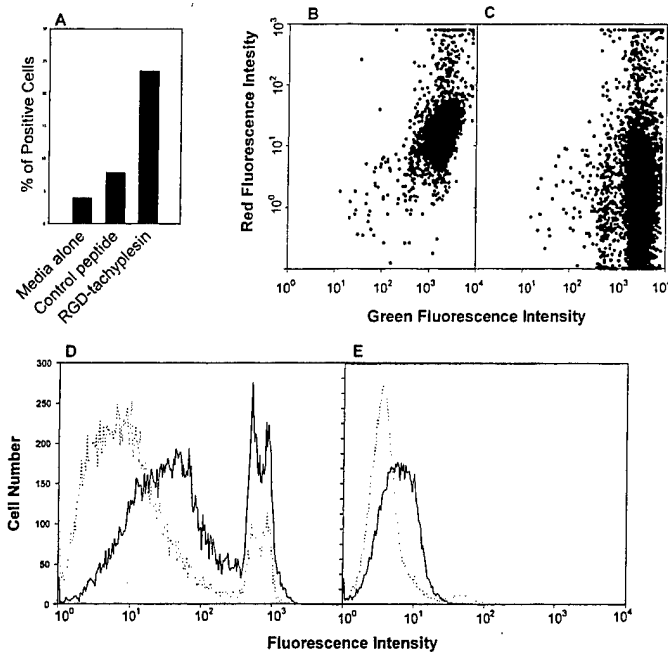 A
% of Positive Cells
Media alone
Control peptide
RGD-tachyplesin
B
C
Red Fluorescence Intesity
10³
10²
10¹
10⁰
10⁰ 10¹ 10² 10³ 10⁴
10⁰ 10¹ 10² 10³
Green Fluorescence Intensity
D
E
Cell Number
300
250
200
150
100
50
0
10⁰ 10¹ 10² 10³
10⁰ 10¹ 10² 10³ 10⁴
Fluorescence Intensity